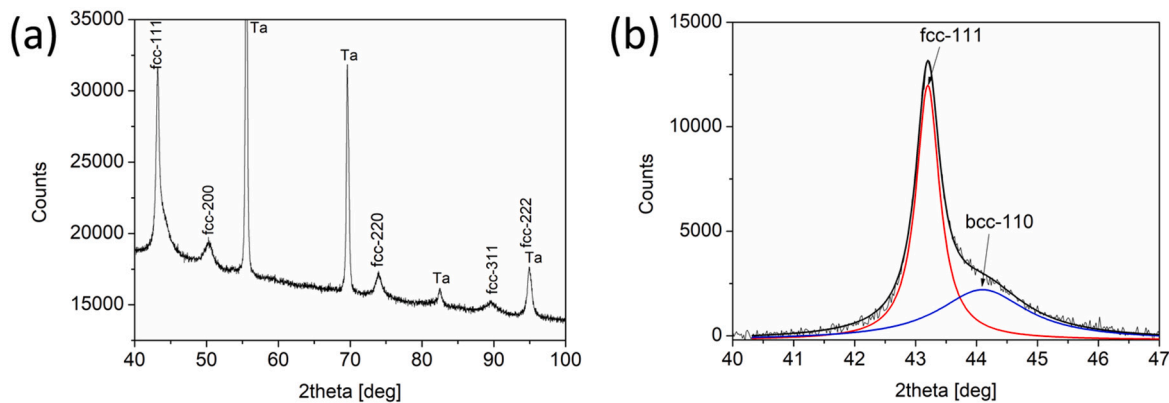 (a)
35000
30000
25000
20000
15000
Counts
40 50 60 70 80 90 100
2theta [deg]
fcc-111
fcc-200
Ta
Ta
fcc-220
Ta
fcc-311
fcc-222
Ta
(b)
15000
10000
5000
0
Counts
40 41 42 43 44 45 46 47
2theta [deg]
fcc-111
bcc-110